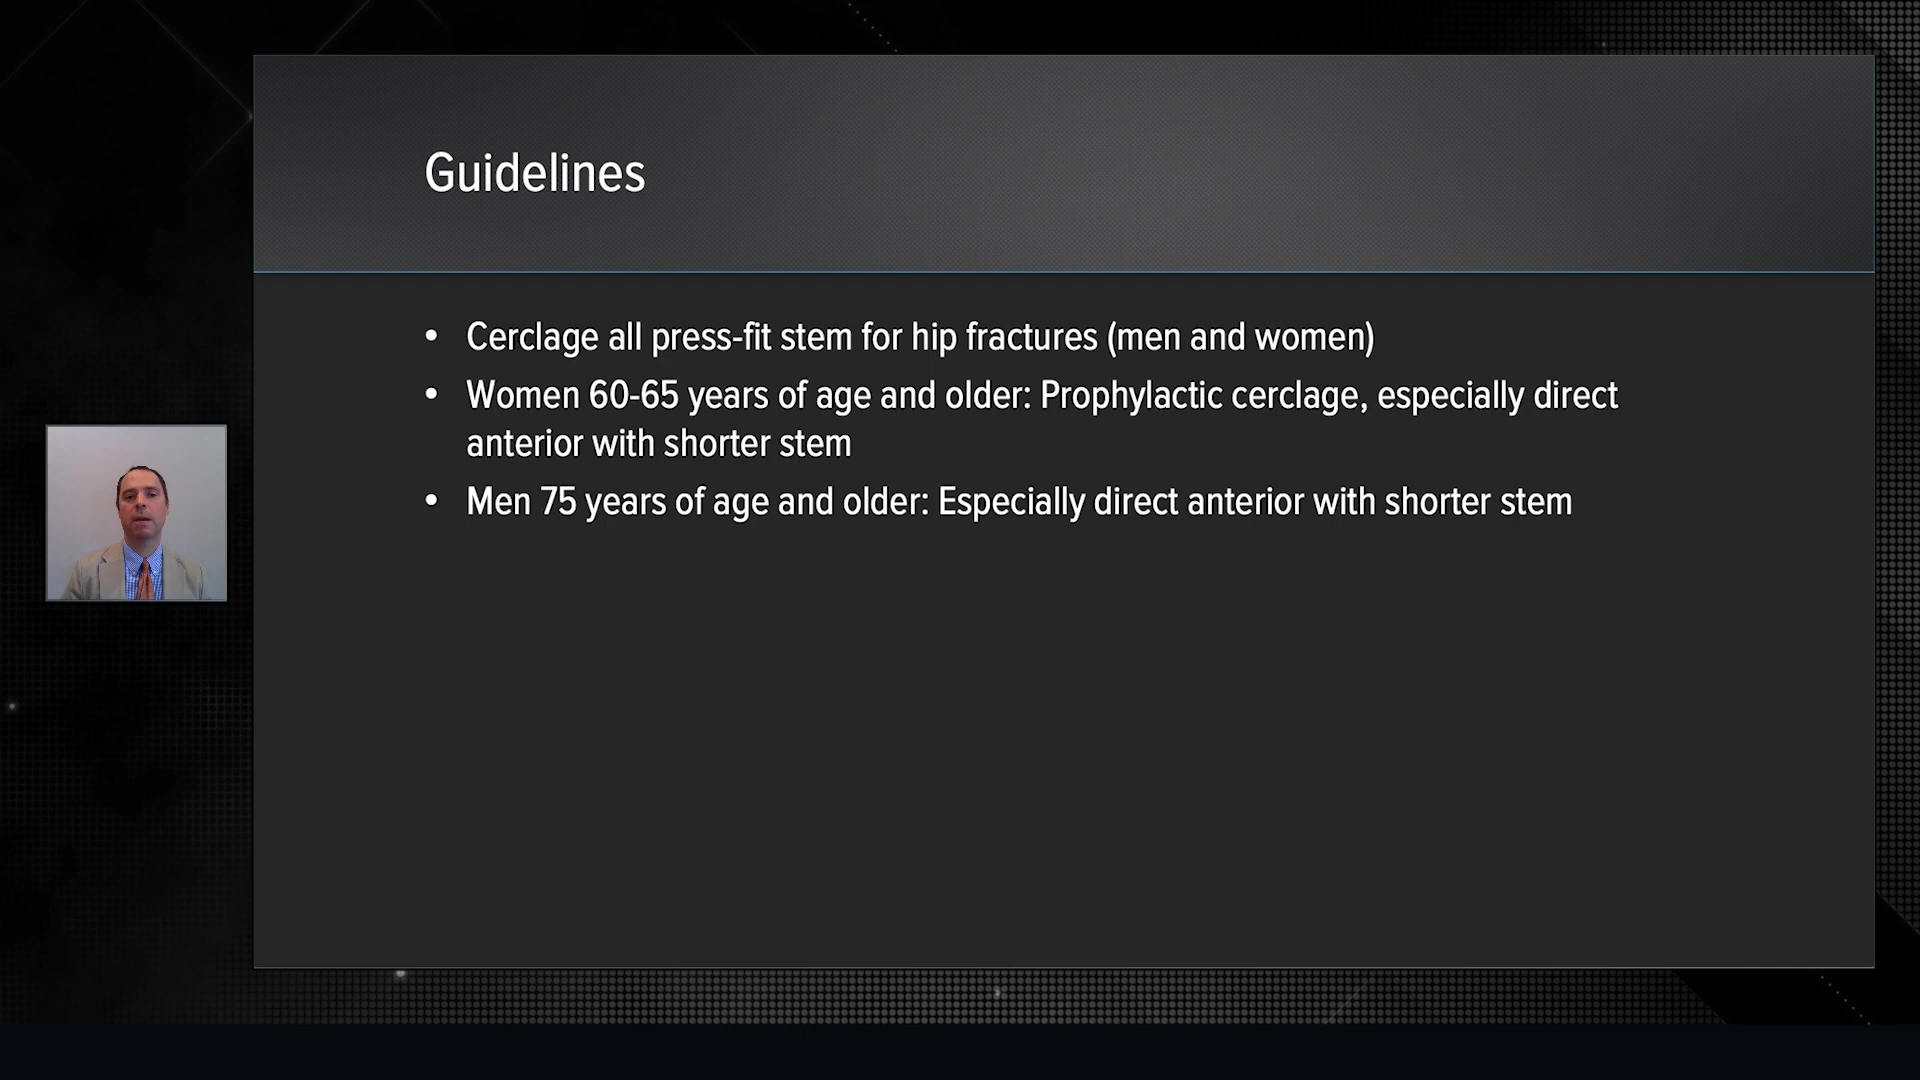 Guidelines
• Cerclage all press-fit stem for hip fractures (men and women)
• Women 60-65 years of age and older: Prophylactic cerclage, especially direct
anterior with shorter stem
• Men 75 years of age and older: Especially direct anterior with shorter stem